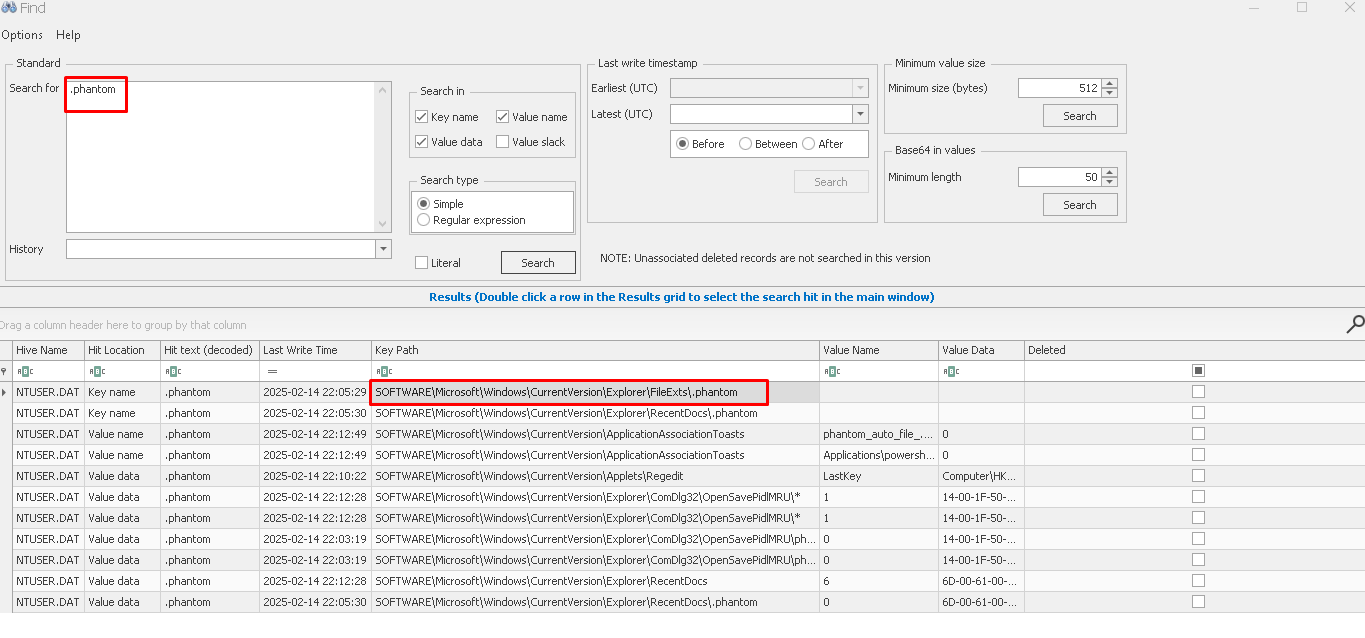 Find
Options Help
Standard
Search for .phantom
Search in
Key name Value name
Value data Value slack
Search type
Simple
Regular expression
History
Literal Search
Last write timestamp
Earliest (UTC)
Latest (UTC)
Before Between After
Search
Minimum value size
Minimum size (bytes) 512
Search
Base64 in values
Minimum length 50
Search
NOTE: Unassociated deleted records are not searched in this version
Results (Double click a row in the Results grid to select the search hit in the main window)
Drag a column header here to group by that column
Hive Name Hit Location Hit text (decoded) Last Write Time Key Path Value Name Value Data Deleted
ABC ABC ABC = ABC ABC ABC
NTUSER.DAT Key name .phantom 2025-02-14 22:05:29 SOFTWARE\Microsoft\Windows\CurrentVersion\Explorer\FileExts\.phantom
NTUSER.DAT Key name .phantom 2025-02-14 22:05:30 SOFTWARE\Microsoft\Windows\CurrentVersion\Explorer\RecentDocs\.phantom
NTUSER.DAT Value name .phantom 2025-02-14 22:12:49 SOFTWARE\Microsoft\Windows\CurrentVersion\ApplicationAssociationToasts phantom_auto_file_.... 0
NTUSER.DAT Value name .phantom 2025-02-14 22:12:49 SOFTWARE\Microsoft\Windows\CurrentVersion\ApplicationAssociationToasts Applications\powersh... 0
NTUSER.DAT Value data .phantom 2025-02-14 22:10:22 SOFTWARE\Microsoft\Windows\CurrentVersion\Applets\Regedit LastKey Computer\HK...
NTUSER.DAT Value data .phantom 2025-02-14 22:12:28 SOFTWARE\Microsoft\Windows\CurrentVersion\Explorer\ComDlg32\OpenSavePidlMRU\* 1 14-00-1F-50-...
NTUSER.DAT Value data .phantom 2025-02-14 22:12:28 SOFTWARE\Microsoft\Windows\CurrentVersion\Explorer\ComDlg32\OpenSavePidlMRU\* 1 14-00-1F-50-...
NTUSER.DAT Value data .phantom 2025-02-14 22:03:19 SOFTWARE\Microsoft\Windows\CurrentVersion\Explorer\ComDlg32\OpenSavePidlMRU\ph... 0 14-00-1F-50-...
NTUSER.DAT Value data .phantom 2025-02-14 22:03:19 SOFTWARE\Microsoft\Windows\CurrentVersion\Explorer\ComDlg32\OpenSavePidlMRU\ph... 0 14-00-1F-50-...
NTUSER.DAT Value data .phantom 2025-02-14 22:12:28 SOFTWARE\Microsoft\Windows\CurrentVersion\Explorer\RecentDocs 6 6D-00-61-00-...
NTUSER.DAT Value data .phantom 2025-02-14 22:05:30 SOFTWARE\Microsoft\Windows\CurrentVersion\Explorer\RecentDocs\.phantom 0 6D-00-61-00-...